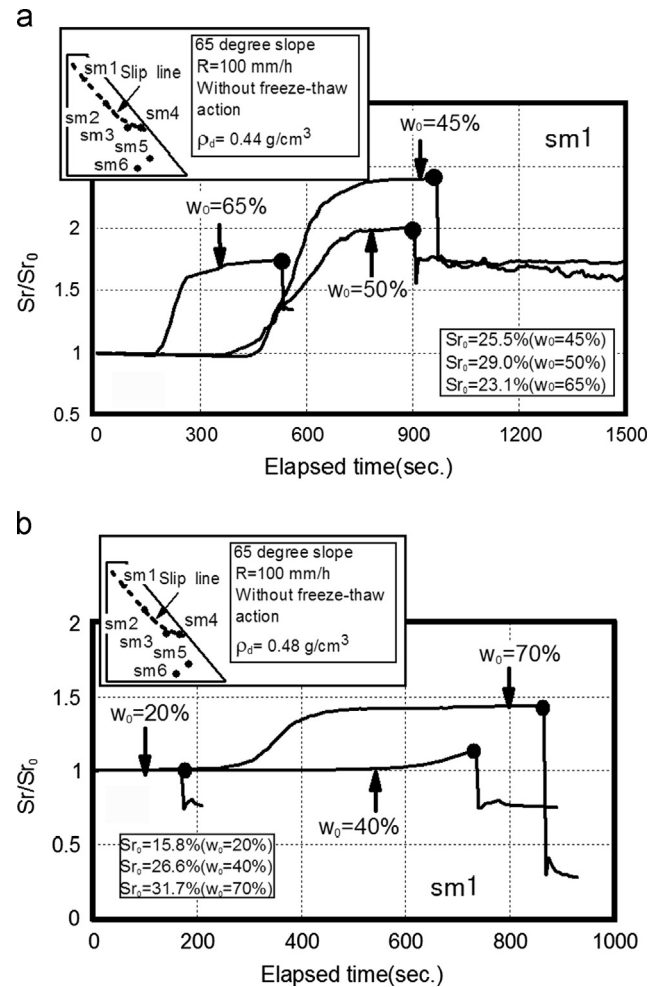 a
65 degree slope
R=100 mm/h
Without freeze-thaw
action
ρd= 0.44 g/cm³
sm1
Slip line
sm2
sm4
sm3
sm5
sm6
w₀=45%
sm1
w₀=65%
w₀=50%
Sr₀=25.5%(w₀=45%)
Sr₀=29.0%(w₀=50%)
Sr₀=23.1%(w₀=65%)
Sr/Sr₀
2
1.5
1
0.5
0 300 600 900 1200 1500
Elapsed time(sec.)
b
65 degree slope
R=100 mm/h
Without freeze-thaw
action
ρd= 0.48 g/cm³
sm1
Slip line
sm2
sm4
sm3
sm5
sm6
w₀=70%
w₀=20%
w₀=40%
Sr₀=15.8%(w₀=20%)
Sr₀=26.6%(w₀=40%)
Sr₀=31.7%(w₀=70%)
sm1
Sr/Sr₀
2
1.5
1
0.5
0
0 200 400 600 800 1000
Elapsed time(sec.)